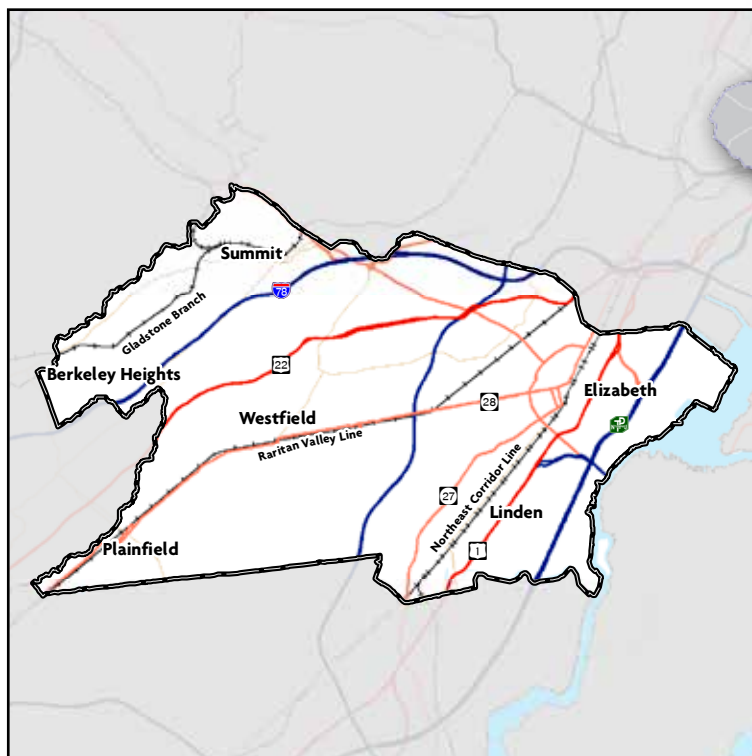 Summit
78
Gladstone Branch
Berkeley Heights
22
Elizabeth
28
Westfield
Raritan Valley Line
Northeast Corridor Line
27
Linden
Plainfield
1